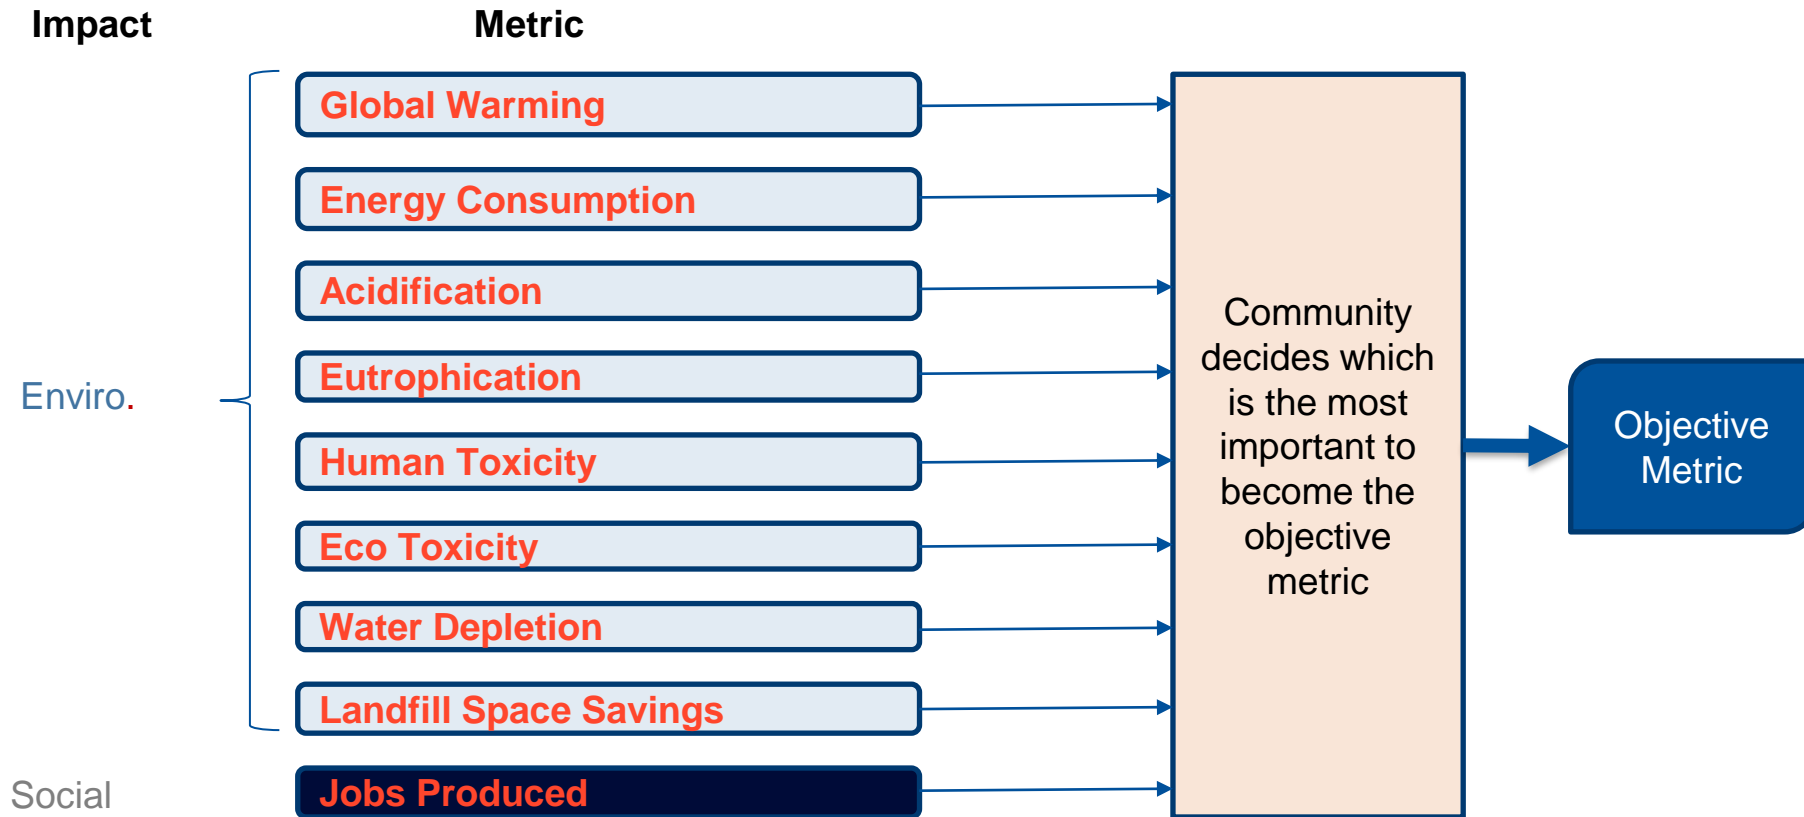 Impact
Metric
Global Warming
Energy Consumption
Acidification
Eutrophication
Human Toxicity
Eco Toxicity
Water Depletion
Landfill Space Savings
Jobs Produced
Enviro.
Social
Community
decides which
is the most
important to
become the
objective
metric
Objective
Metric